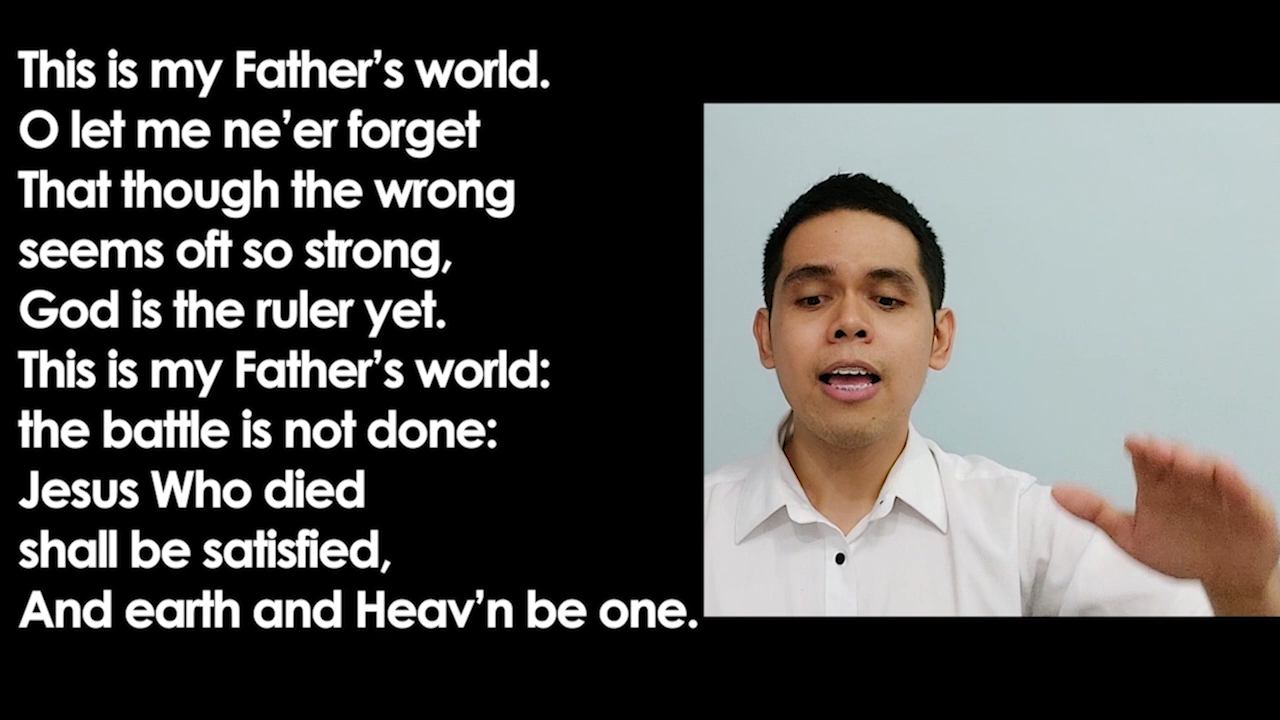 This is my Father’s world.
O let me ne’er forget
That though the wrong
seems oft so strong,
God is the ruler yet.
This is my Father’s world:
the battle is not done:
Jesus Who died
shall be satisfied,
And earth and Heav’n be one.